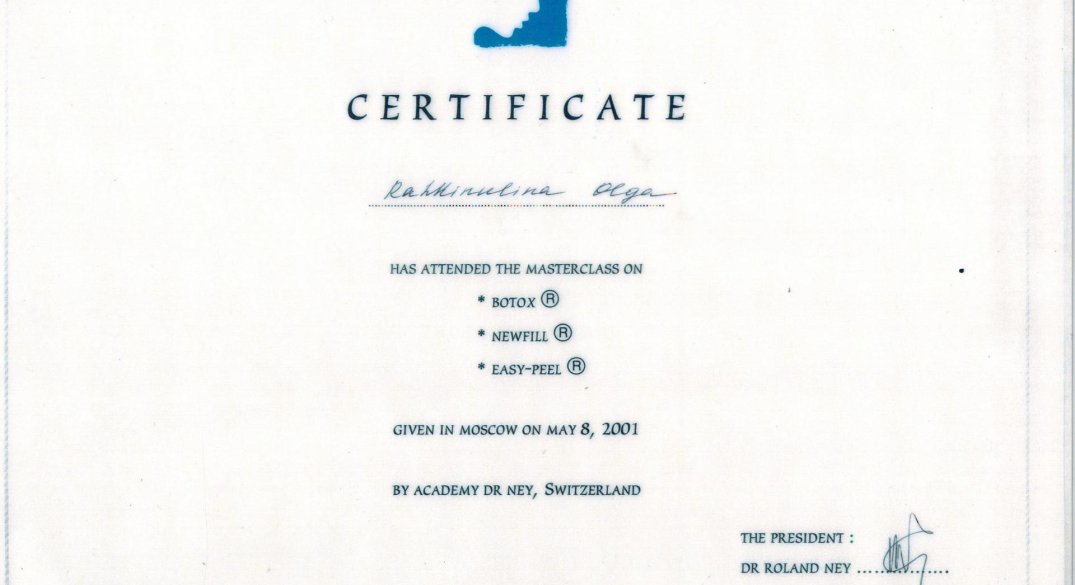 CERTIFICATE
Rahkinulina Olga
HAS ATTENDED THE MASTERCLASS ON
* BOTOX ®
* NEWFILL ®
* EASY-PEEL ®
GIVEN IN MOSCOW ON MAY 8, 2001
BY ACADEMY DR NEY, SWITZERLAND
THE PRESIDENT :
DR ROLAND NEY ..................